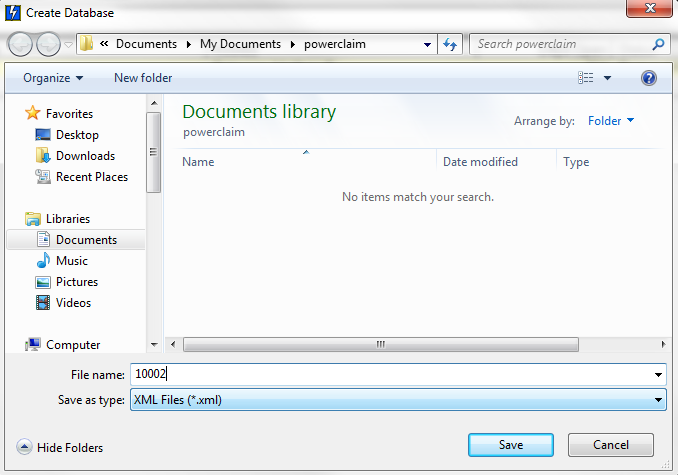 Create Database
« Documents My Documents powerclaim
Search powerclaim
Organize New folder
Favorites
Desktop
Downloads
Recent Places
Libraries
Documents
Music
Pictures
Videos
Computer
Documents library
powerclaim
Arrange by: Folder
Name Date modified Type
No items match your search.
File name: 10002
Save as type: XML Files (*.xml)
Hide Folders
Save Cancel